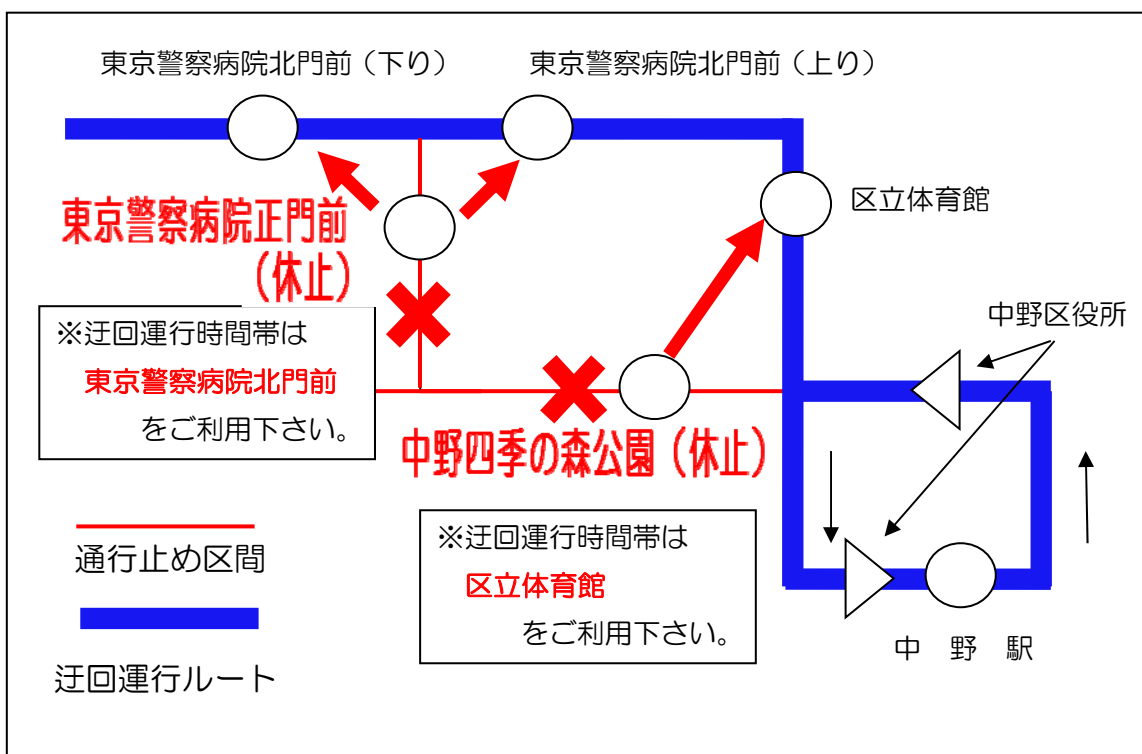 東京警察病院北門前（下り）
東京警察病院北門前（上り）
区立体育館
東京警察病院正門前
（休止）
※迂回運行時間帯は
東京警察病院北門前
をご利用下さい。
中野区役所
中野四季の森公園（休止）
※迂回運行時間帯は
区立体育館
をご利用下さい。
通行止め区間
迂回運行ルート
中　野　駅